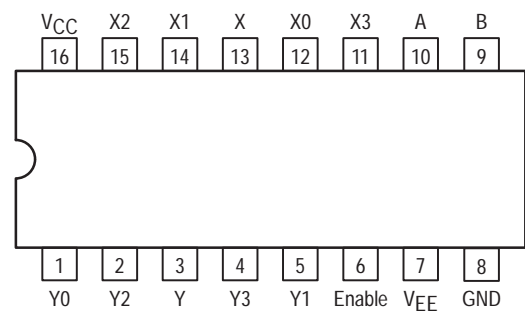 VCC X2 X1 X X0 X3 A B
16 15 14 13 12 11 10 9
1 2 3 4 5 6 7 8
Y0 Y2 Y Y3 Y1 Enable VEE GND